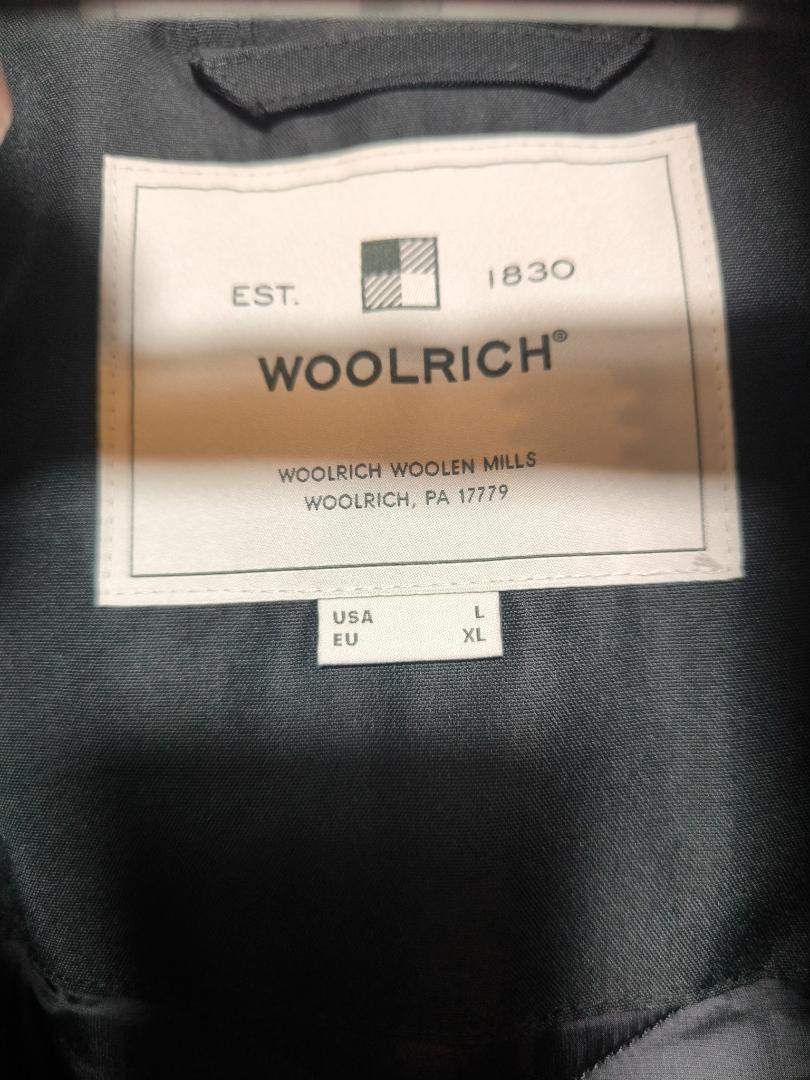 EST. 1830
WOOLRICH®
WOOLRICH WOOLEN MILLS
WOOLRICH, PA 17779
USA L
EU XL